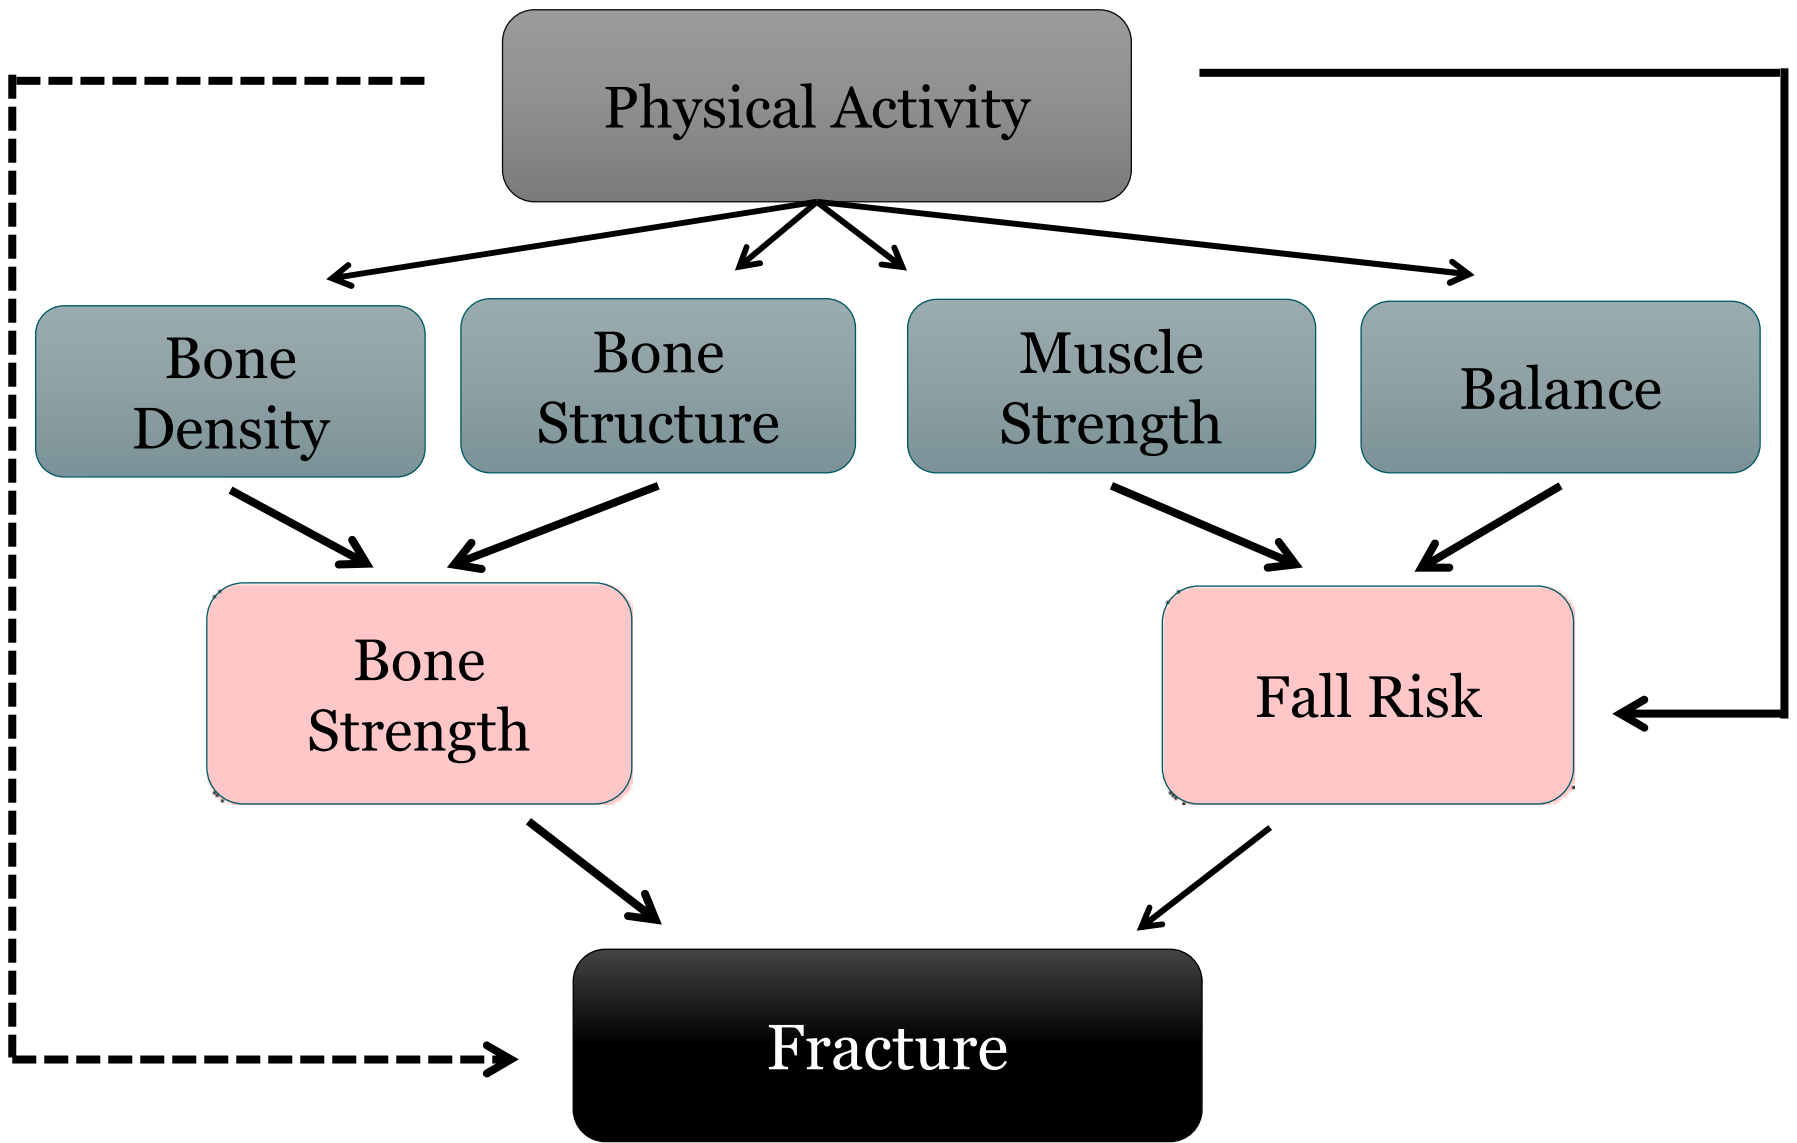 Physical Activity
Bone
Density
Bone
Structure
Muscle
Strength
Balance
Bone
Strength
Fall Risk
Fracture